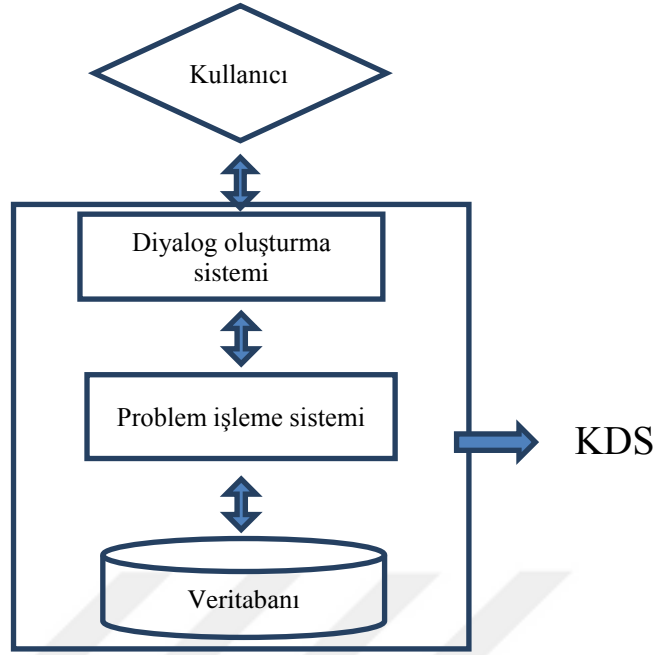 Kullanıcı
Diyalog oluşturma
sistemi
Problem işleme sistemi
KDS
Veritabanı